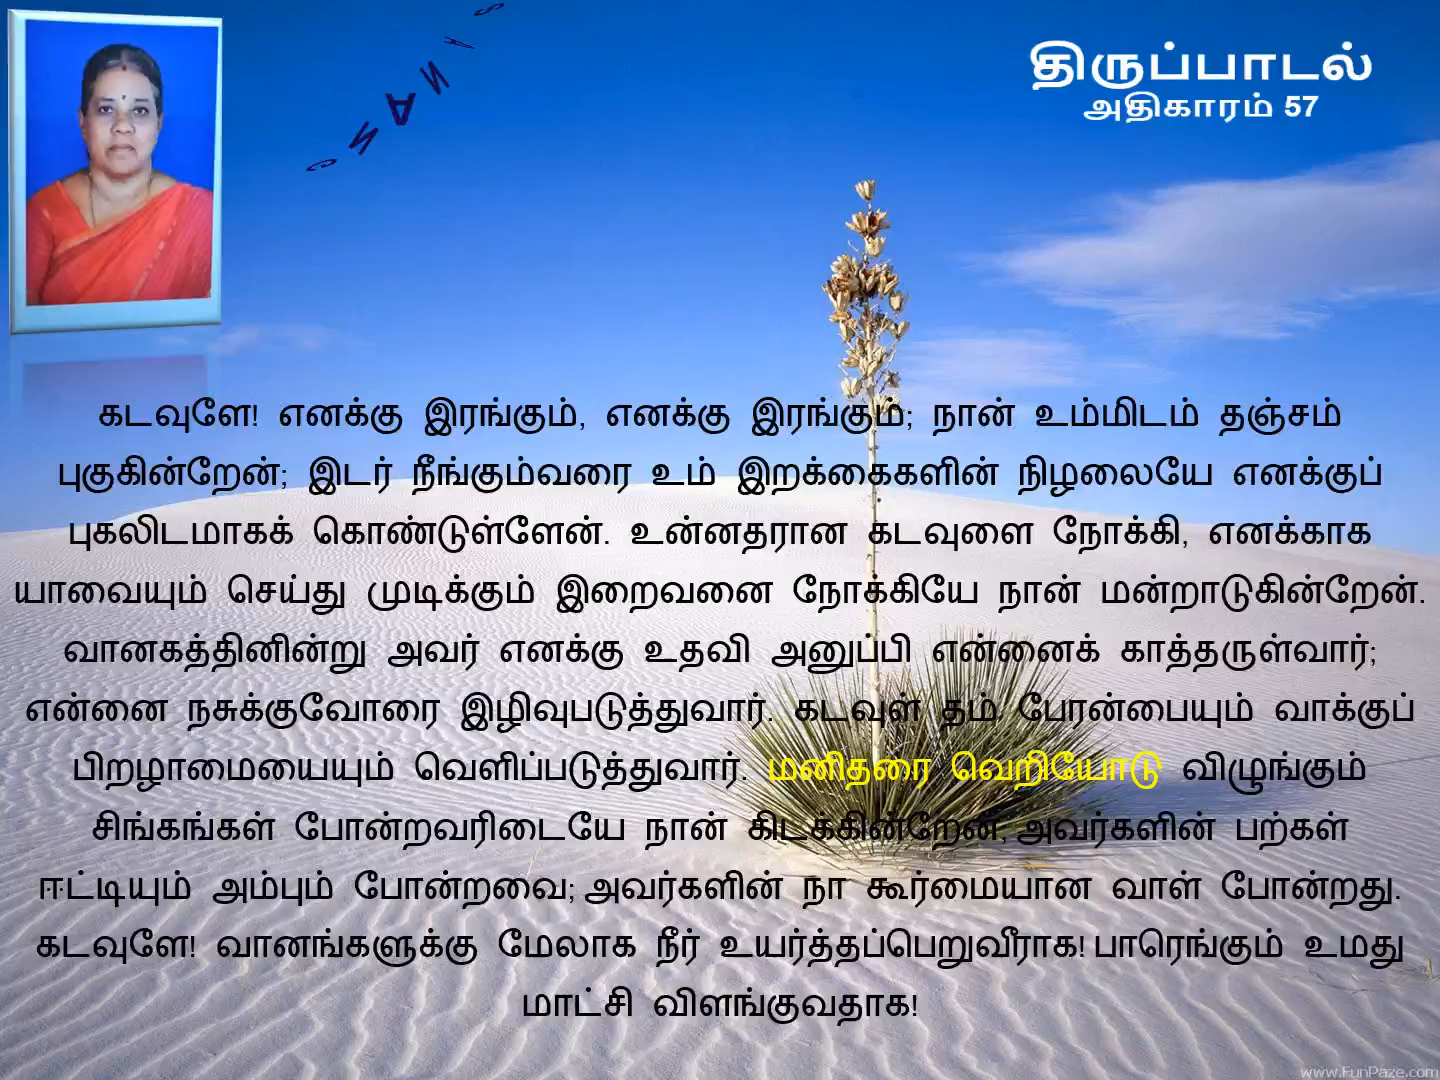 GNANIS
திருப்பாடல்
அதிகாரம் 57
கடவுளே! எனக்கு இரங்கும், எனக்கு இரங்கும்; நான் உம்மிடம் தஞ்சம்
புகுகின்றேன்; இடர் நீங்கும்வரை உம் இறக்கைகளின் நிழலையே எனக்குப்
புகலிடமாகக் கொண்டுள்ளேன். உன்னதரான கடவுளை நோக்கி, எனக்காக
யாவையும் செய்து முடிக்கும் இறைவனை நோக்கியே நான் மன்றாடுகின்றேன்.
வானகத்தினின்று அவர் எனக்கு உதவி அனுப்பி என்னைக் காத்தருள்வார்;
என்னை நசுக்குவோரை இழிவுபடுத்துவார். கடவுள் தம் பேரன்பையும் வாக்குப்
பிறழாமையையும் வெளிப்படுத்துவார். மனிதரை வெறியோடு விழுங்கும்
சிங்கங்கள் போன்றவரிடையே நான் கிடக்கின்றேன்; அவர்களின் பற்கள்
ஈட்டியும் அம்பும் போன்றவை; அவர்களின் நா கூர்மையான வாள் போன்றது.
கடவுளே! வானங்களுக்கு மேலாக நீர் உயர்த்தப்பெறுவீராக! பாரெங்கும் உமது
மாட்சி விளங்குவதாக!
www.FunPaze.com